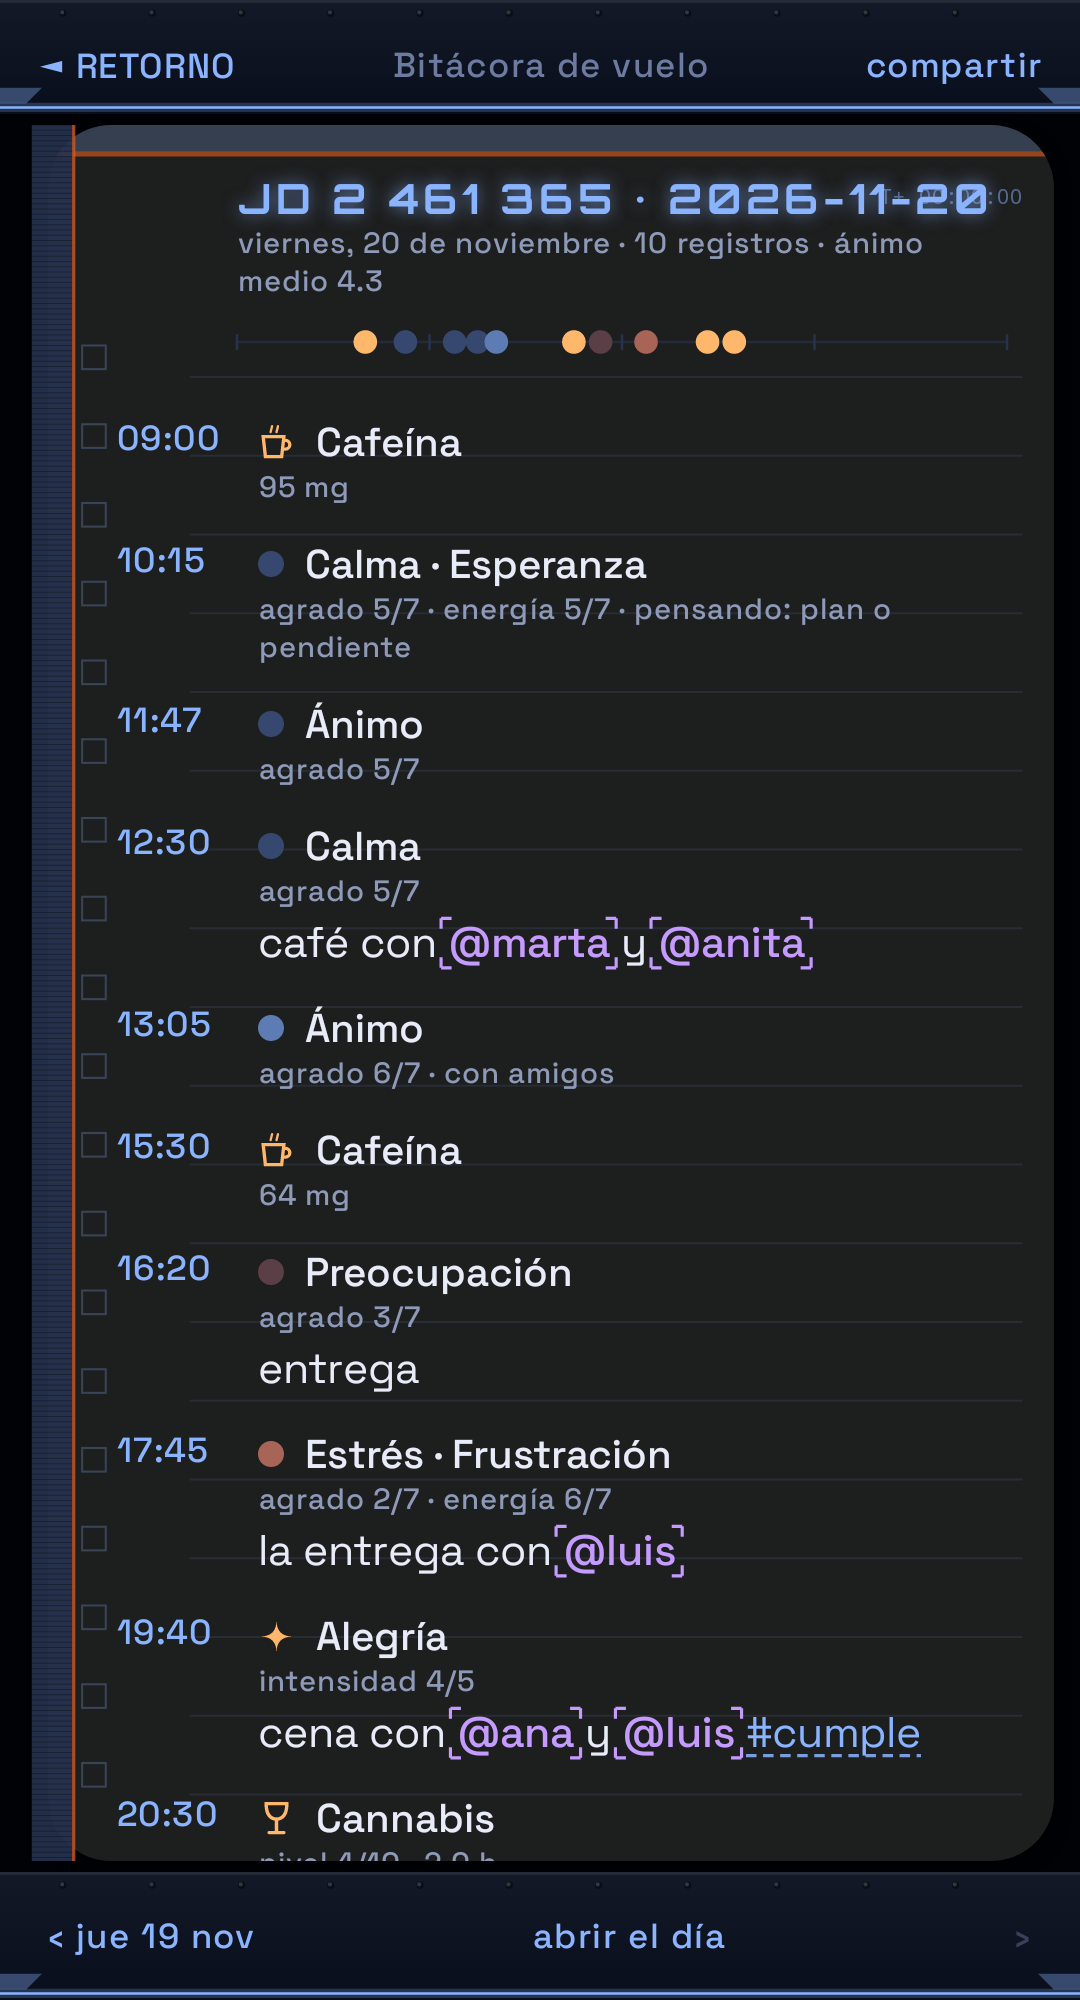 ◄ RETORNO
Bitácora de vuelo
compartir
JD 2 461 365 · 2026-11-20
viernes, 20 de noviembre · 10 registros · ánimo
medio 4.3
09:00 Cafeína
95 mg
10:15 Calma · Esperanza
agrado 5/7 · energía 5/7 · pensando: plan o
pendiente
11:47 Ánimo
agrado 5/7
12:30 Calma
agrado 5/7
café con @marta y @anita
13:05 Ánimo
agrado 6/7 · con amigos
15:30 Cafeína
64 mg
16:20 Preocupación
agrado 3/7
entrega
17:45 Estrés · Frustración
agrado 2/7 · energía 6/7
la entrega con @luis
19:40 Alegría
intensidad 4/5
cena con @ana y @luis #cumple
20:30 Cannabis
‹ jue 19 nov
abrir el día
›